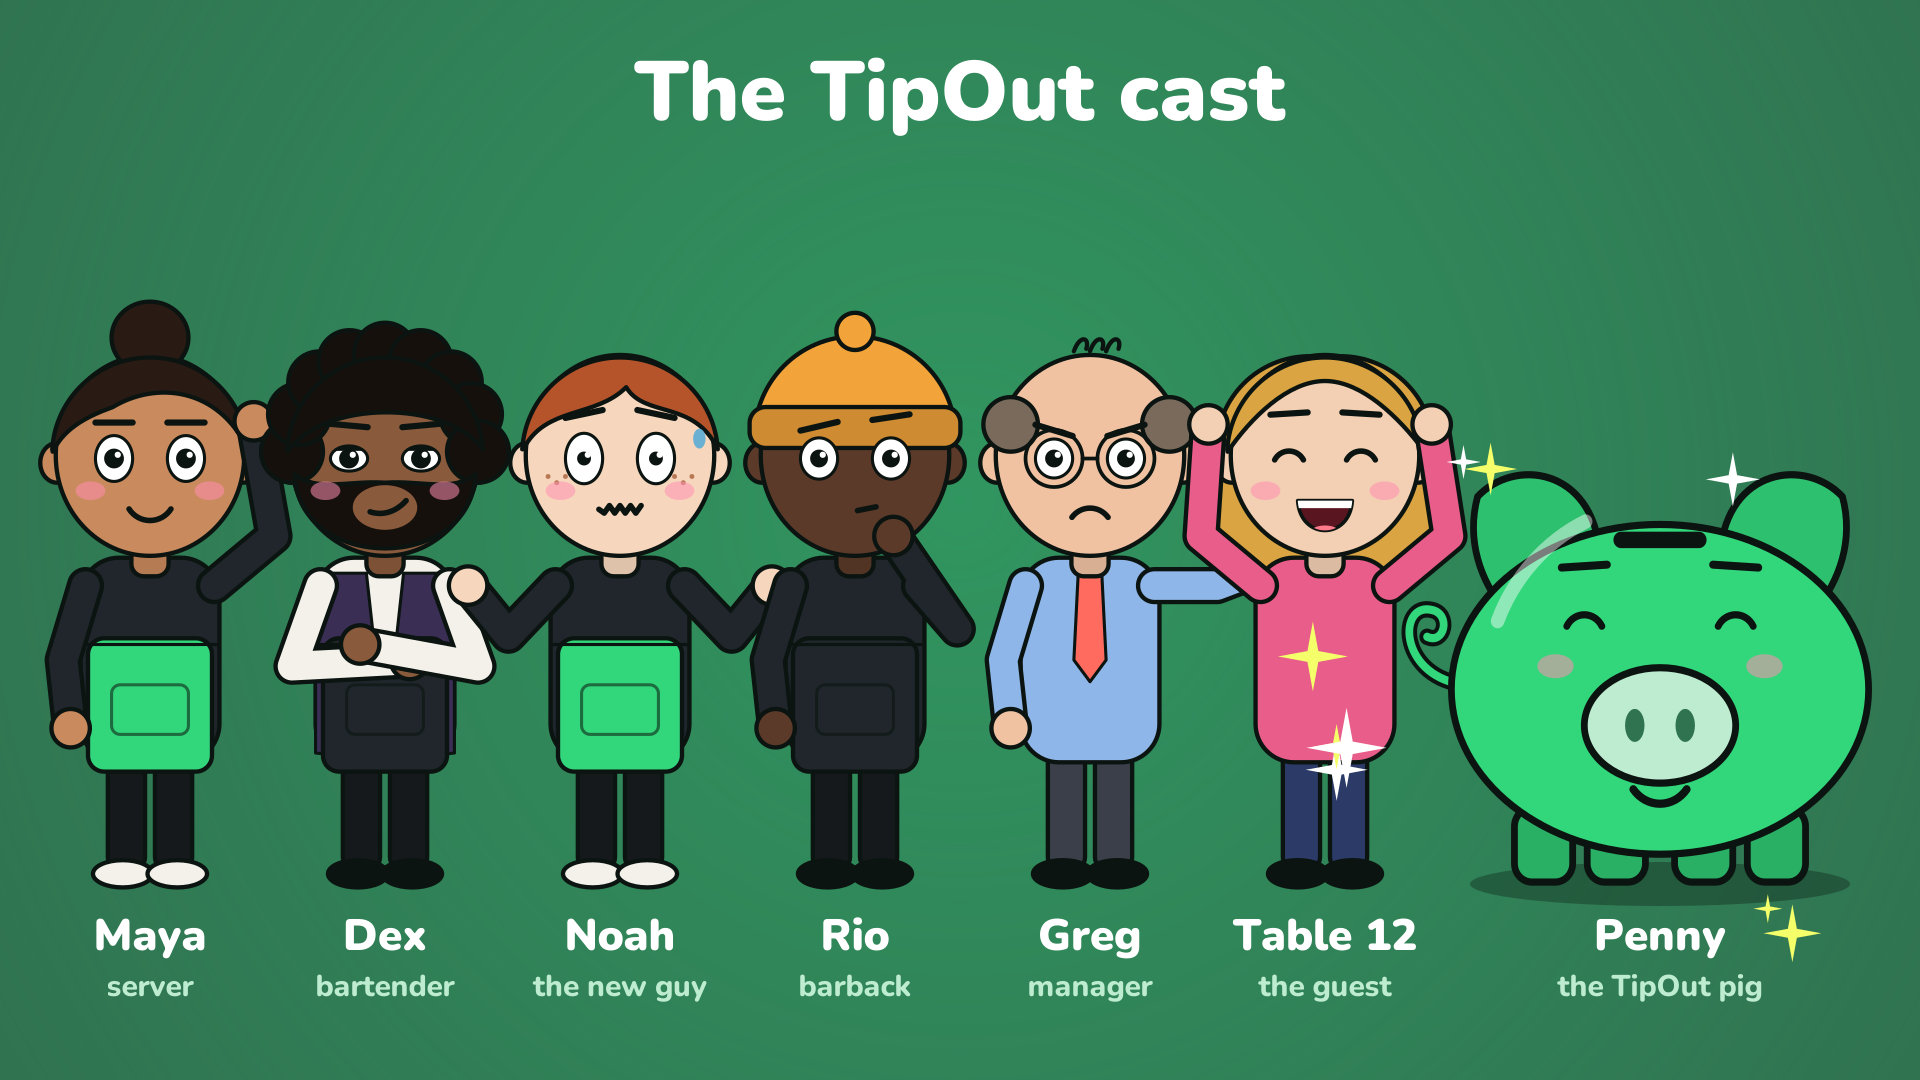 The TipOut cast
Maya
server
Dex
bartender
Noah
the new guy
Rio
barback
Greg
manager
Table 12
the guest
Penny
the TipOut pig